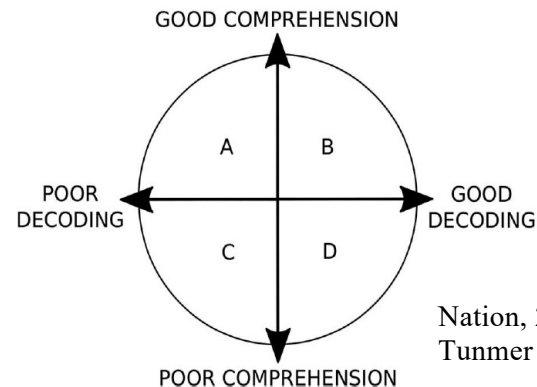 GOOD COMPREHENSION
A
B
POOR
DECODING
GOOD
DECODING
C
D
POOR COMPREHENSION
Nation,
Tunmer